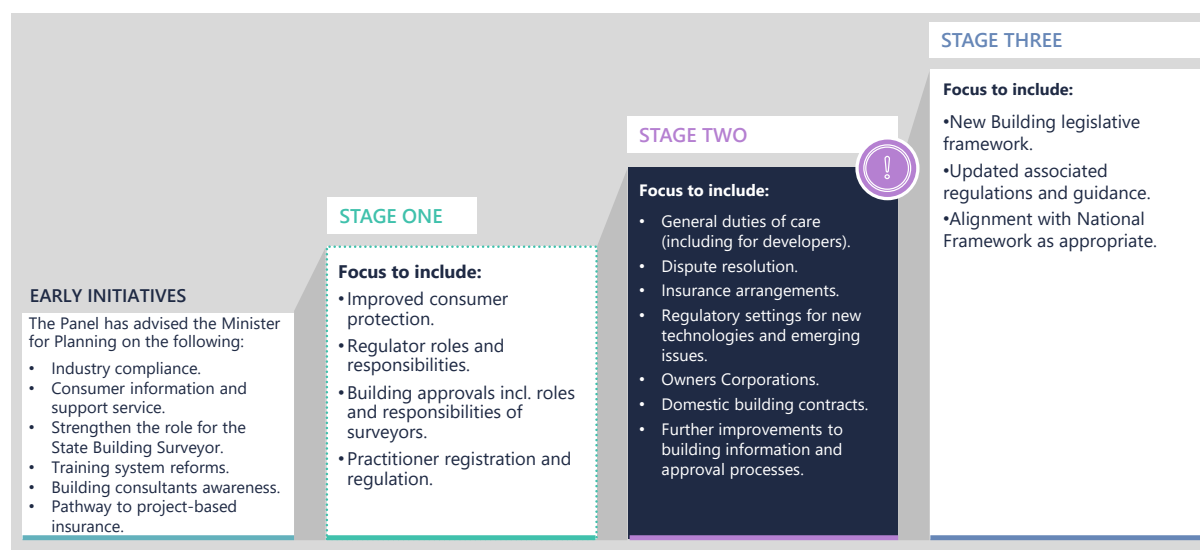 EARLY INITIATIVES
The Panel has advised the Minister
for Planning on the following:
• Industry compliance.
• Consumer information and
support service.
• Strengthen the role for the
State Building Surveyor.
• Training system reforms.
• Building consultants awareness.
• Pathway to project-based
insurance.
STAGE ONE
Focus to include:
•Improved consumer
protection.
•Regulator roles and
responsibilities.
•Building approvals incl. roles
and responsibilities of
surveyors.
•Practitioner registration and
regulation.
STAGE TWO
!
Focus to include:
• General duties of care
(including for developers).
• Dispute resolution.
• Insurance arrangements.
• Regulatory settings for new
technologies and emerging
issues.
• Owners Corporations.
• Domestic building contracts.
• Further improvements to
building information and
approval processes.
STAGE THREE
Focus to include:
•New Building legislative
framework.
•Updated associated
regulations and guidance.
•Alignment with National
Framework as appropriate.